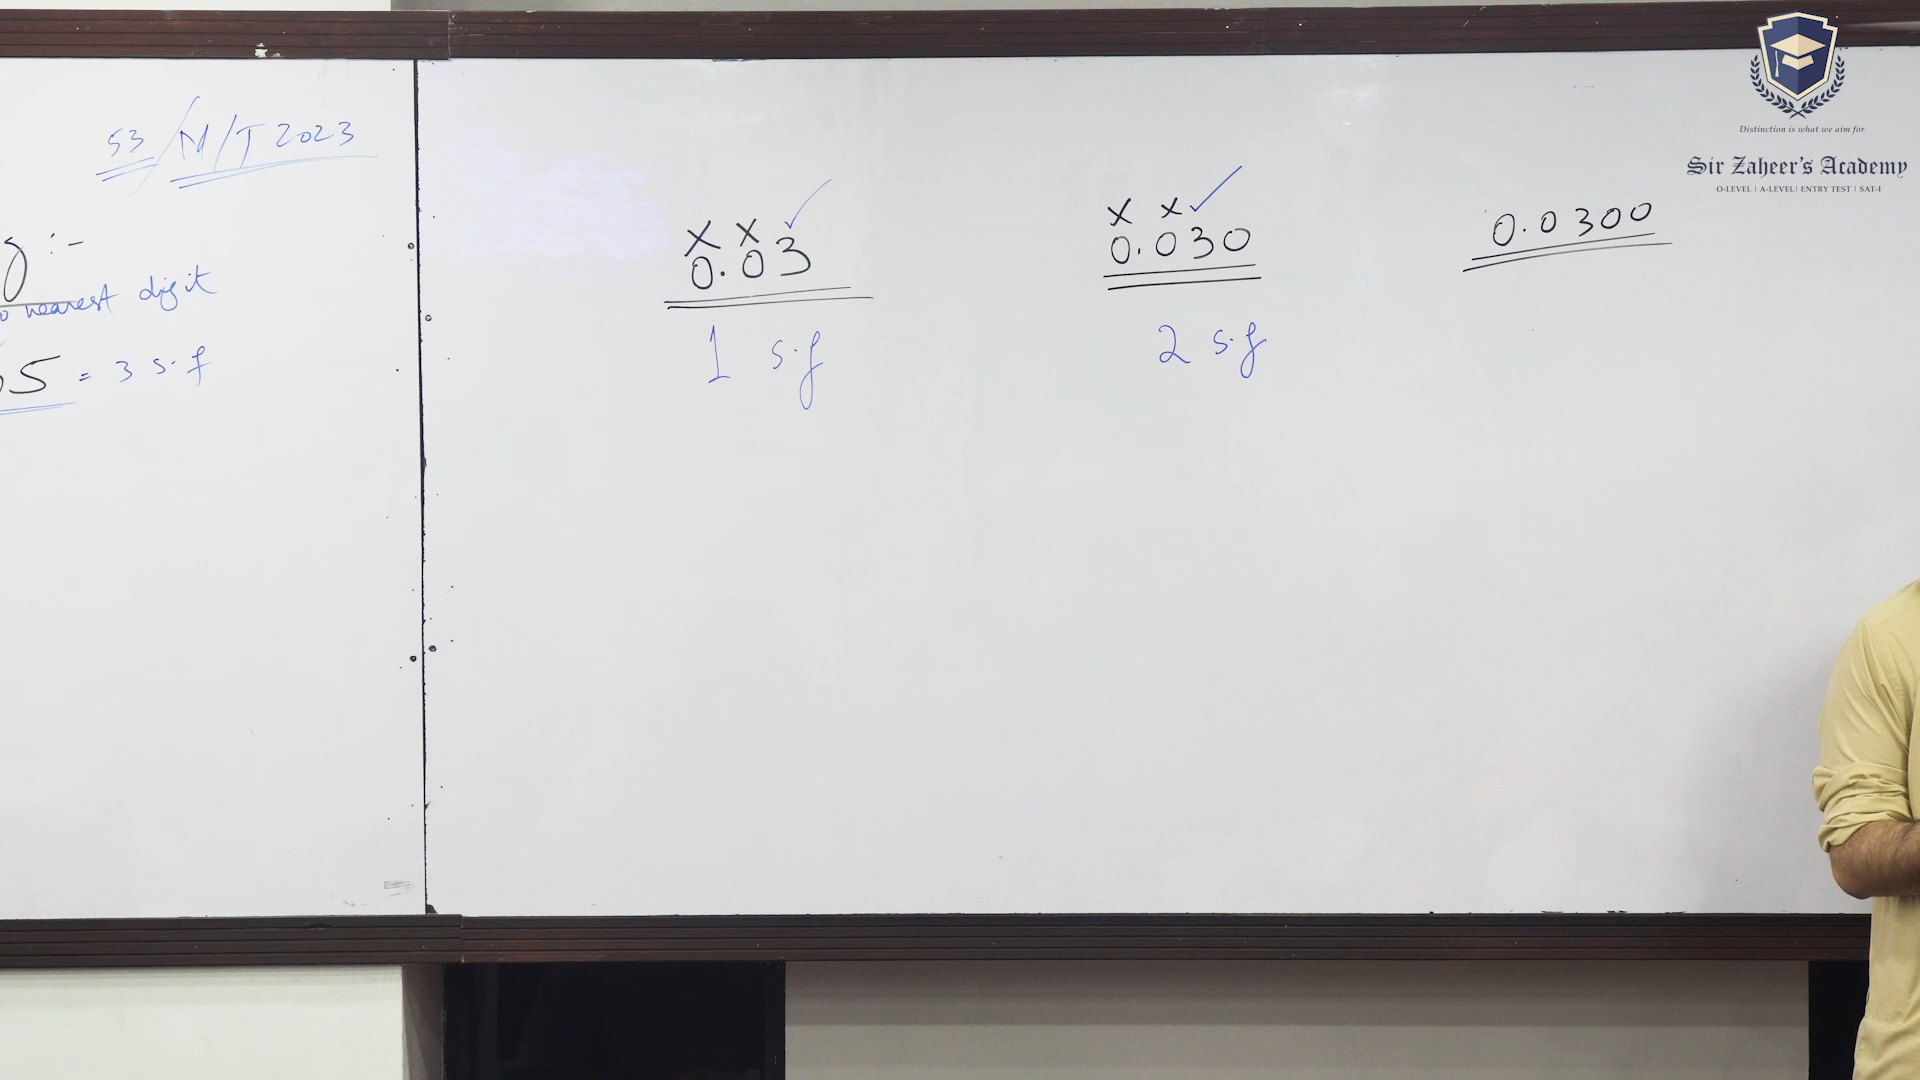 53 / M/J 2023
:-
nearest digit
5 = 3 s.f
x x ✓
0.03
1 s.f
x x ✓
0.030
2 s.f
0.0300
Distinction is what we aim for
Sir Zaheer's Academy
O-LEVEL | A-LEVEL | ENTRY TEST | SAT-I